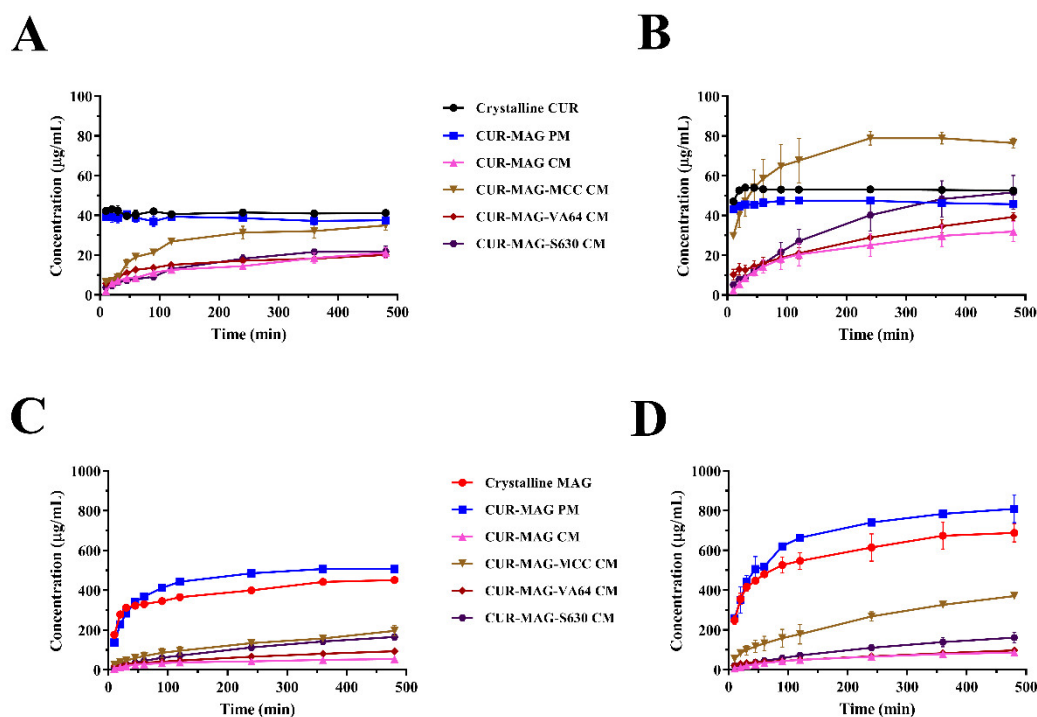 A
B
Concentration (µg/mL)
100
80
60
40
20
0
0
100
200
300
400
500
Time (min)
Crystalline CUR
CUR-MAG PM
CUR-MAG CM
CUR-MAG-MCC CM
CUR-MAG-VA64 CM
CUR-MAG-S630 CM
Concentration (µg/mL)
100
80
60
40
20
0
0
100
200
300
400
500
Time (min)
C
D
Concentration (µg/mL)
1000
800
600
400
200
0
0
100
200
300
400
500
Time (min)
Crystalline MAG
CUR-MAG PM
CUR-MAG CM
CUR-MAG-MCC CM
CUR-MAG-VA64 CM
CUR-MAG-S630 CM
Concentration (µg/mL)
1000
800
600
400
200
0
0
100
200
300
400
500
Time (min)